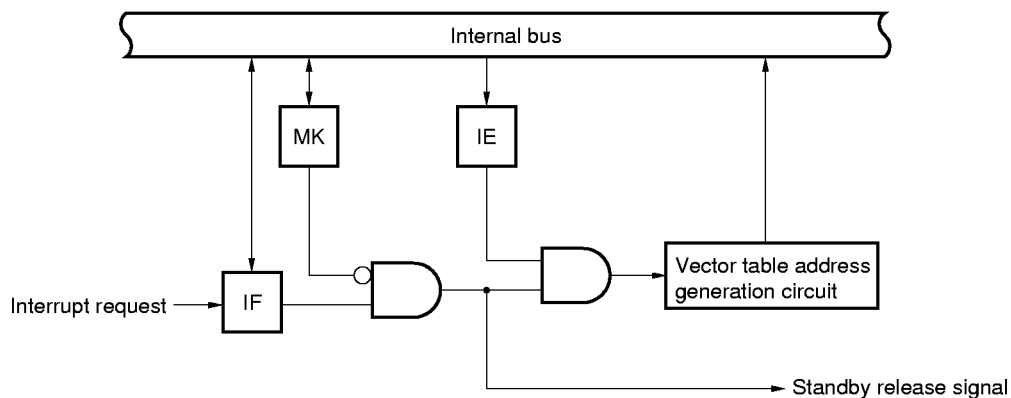 Internal bus
MK
IE
Interrupt request
IF
Vector table address
generation circuit
Standby release signal